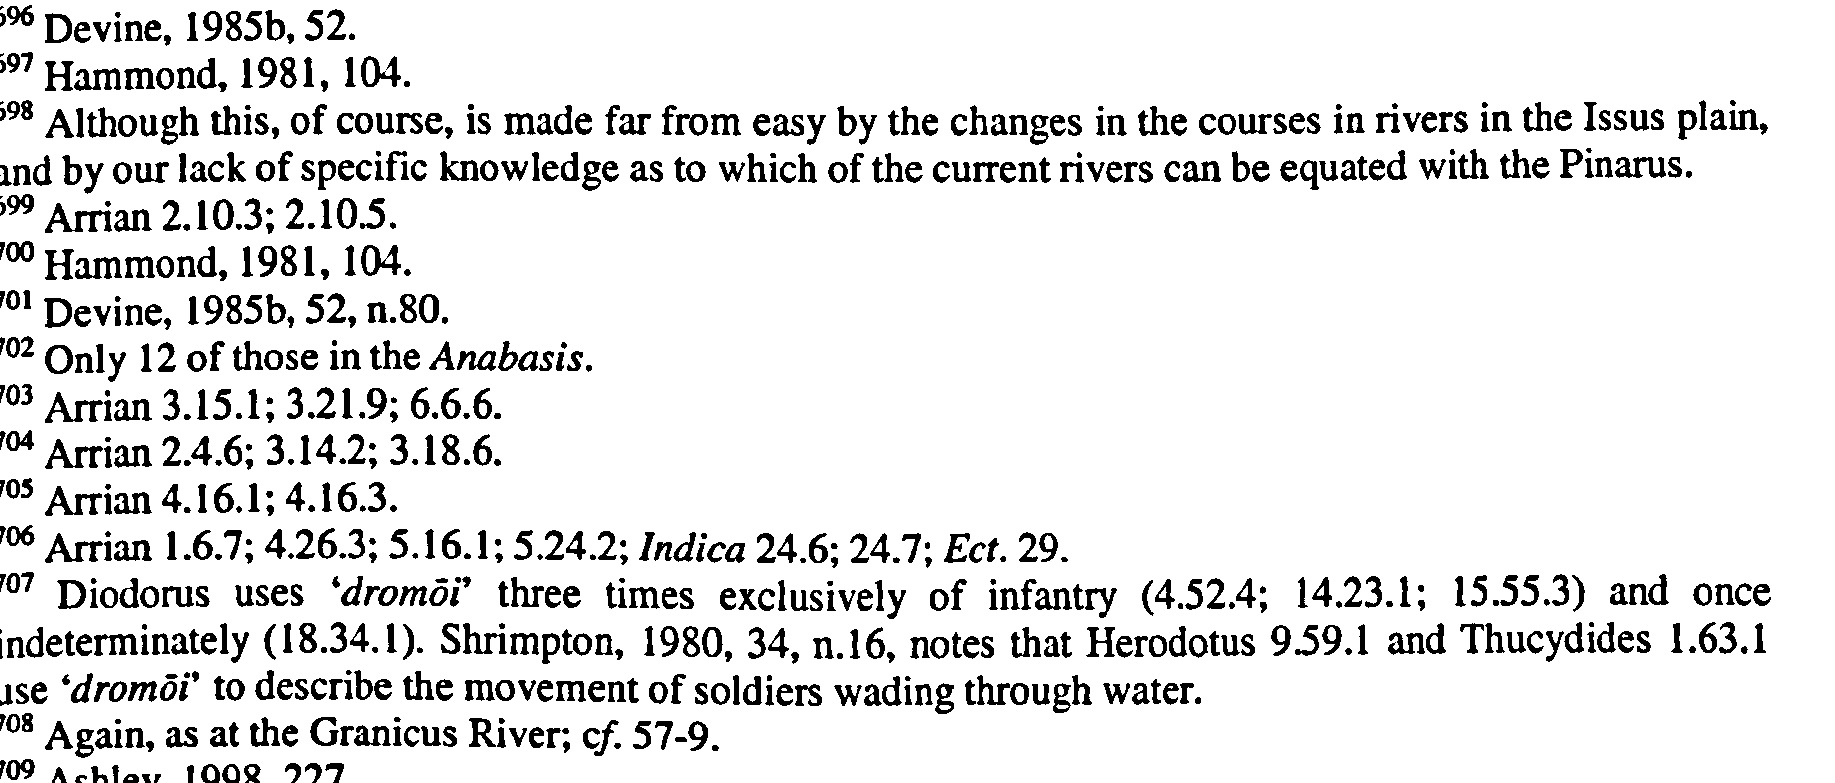 696 Devine, 1985b, 52.
697 Hammond, 1981, 104.
698 Although this, of course, is made far from easy by the changes in the courses in rivers in the Issus plain,
and by our lack of specific knowledge as to which of the current rivers can be equated with the Pinarus.
699 Arrian 2.10.3; 2.10.5.
700 Hammond, 1981, 104.
701 Devine, 1985b, 52, n.80.
702 Only 12 of those in the Anabasis.
703 Arrian 3.15.1; 3.21.9; 6.6.6.
704 Arrian 2.4.6; 3.14.2; 3.18.6.
705 Arrian 4.16.1; 4.16.3.
706 Arrian 1.6.7; 4.26.3; 5.16.1; 5.24.2; Indica 24.6; 24.7; Ect. 29.
707 Diodorus uses ‘dromōi’ three times exclusively of infantry (4.52.4; 14.23.1; 15.55.3) and once
indeterminately (18.34.1). Shrimpton, 1980, 34, n.16, notes that Herodotus 9.59.1 and Thucydides 1.63.1
use ‘dromōi’ to describe the movement of soldiers wading through water.
708 Again, as at the Granicus River; cf. 57-9.
709 Ashley, 1998, 227.